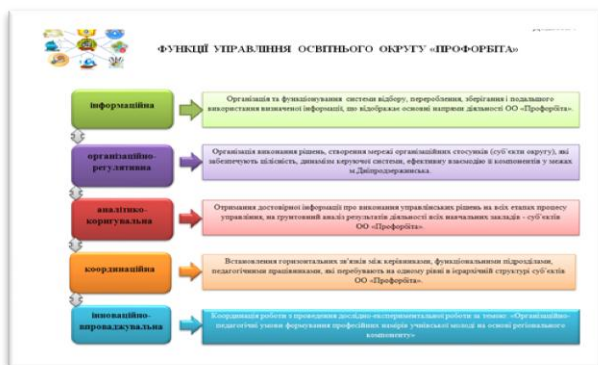 ФУНКЦІЇ УПРАВЛІННЯ ОСВІТНЬОГО ОКРУГУ «ПРОФОРБІТА»
інформаційна
Організація та функціонування системи відбору, перероблення, зберігання і подальшого
використання визначеної інформації, що відображає основні напрями діяльності ОО «Профорбіта».
організаційно-
регулятивна
Організація виконання рішень, створення мережі організаційних стосунків (суб'єкти округу), які
забезпечують цілісність, динамізм керуючої системи, ефективну взаємодію її компонентів у межах
м.Дніпродзержинська.
аналітико-
коригувальна
Отримання достовірної інформації про виконання управлінських рішень на всіх етапах процесу
управління, на ґрунтовний аналіз результатів діяльності всіх навчальних закладів - суб'єктів
ОО «Профорбіта».
координаційна
Встановлення горизонтальних зв'язків між керівниками, функціональними підрозділами,
педагогічними працівниками, які перебувають на одному рівні в ієрархічній структурі суб'єктів
ОО «Профорбіта».
інноваційно-
впроваджувальна
Координація роботи з проведення дослідно-експериментальної роботи за темою: «Організаційно-
педагогічні умови формування професійних намірів учнівської молоді на основі регіонального
компоненту»